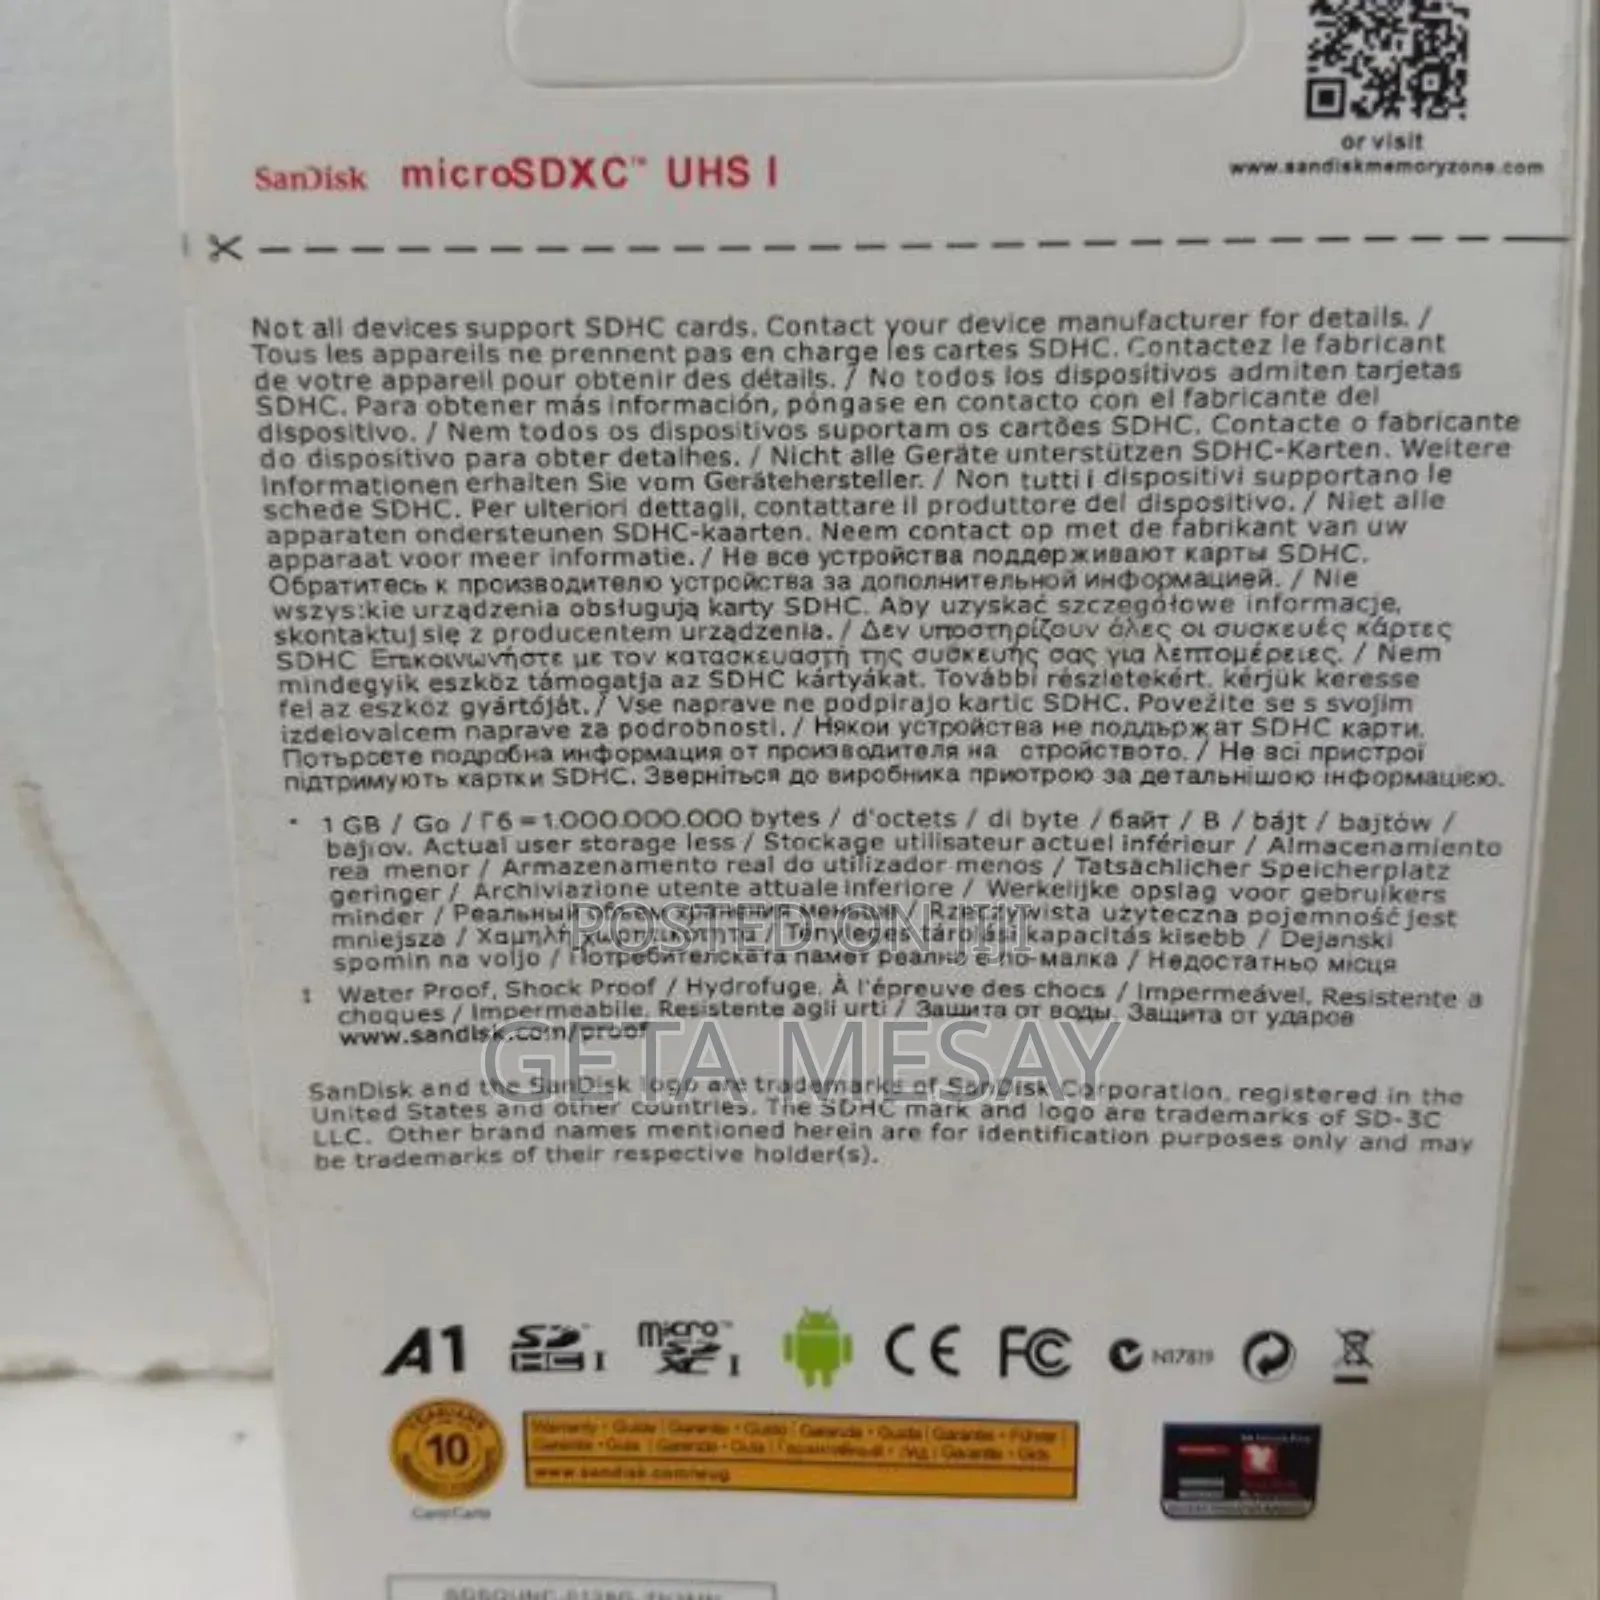 or visit
www.sandiskmemoryzone.com
SanDisk microSDXC™ UHS I
Not all devices support SDHC cards. Contact your device manufacturer for details. /
Tous les appareils ne prennent pas en charge les cartes SDHC. Contactez le fabricant
de votre appareil pour obtenir des détails. / No todos los dispositivos admiten tarjetas
SDHC. Para obtener más información, póngase en contacto con el fabricante del
dispositivo. / Nem todos os dispositivos suportam os cartões SDHC. Contacte o fabricante
do dispositivo para obter detalhes. / Nicht alle Geräte unterstützen SDHC-Karten. Weitere
Informationen erhalten Sie vom Gerätehersteller. / Non tutti i dispositivi supportano le
schede SDHC. Per ulteriori dettagli, contattare il produttore del dispositivo. / Niet alle
apparaten ondersteunen SDHC-kaarten. Neem contact op met de fabrikant van uw
apparaat voor meer informatie. / Не все устройства поддерживают карты SDHC.
Обратитесь к производителю устройства за дополнительной информацией. / Nie
wszys:kie urządzenia obsługują karty SDHC. Aby uzyskać szczegółowe informacje,
skontaktuj się z producentem urządzenia. / Δεν υποστηρίζουν όλες οι συσκευές κάρτες
SDHC Επικοινωνήστε με τον κατασκευαστή της συσκευής σας για λεπτομέρειες. / Nem
mindegyik eszköz támogatja az SDHC kártyákat. További részletekért. kérjük keresse
fel az eszköz gyártóját. / Vse naprave ne podpirajo kartic SDHC. Povežite se s svojim
izdelovalcem naprave za podrobnosti. / Някои устройства не поддържат SDHC карти.
Потърсете подробна информация от производителя на стройството. / Не всі пристрої
підтримують картки SDHC. Зверніться до виробника приотрою за детальнішою інформацією.
* 1 GB / Go / Гб = 1.000.000.000 bytes / d'octets / di byte / байт / B / bájt / bajtów /
bajtov. Actual user storage less / Stockage utilisateur actuel inférieur / Almacenamiento
rea menor / Armazenamento real do utilizador menos / Tatsächlicher Speicherplatz
geringer / Archiviazione utente attuale inferiore / Werkelijke opslag voor gebruikers
minder / Реальный объем хранения меньше / Rzeczywista użyteczna pojemność jest
mniejsza / Χαμηλή χωρητικότητα / Tényleges tárolási kapacitás kisebb / Dejanski
spomin na voljo / Потребителската памет реално е по-малка / Недостатньо місця
POSTED ON JIJI
1 Water Proof, Shock Proof / Hydrofuge, À l'épreuve des chocs / Impermeável, Resistente a
choques / Impermeabile, Resistente agli urti / Защита от воды, Защита от ударов
www.sandisk.com/proof
GETA MESAY
SanDisk and the SanDisk logo are trademarks of SanDisk Corporation, registered in the
United States and other countries. The SDHC mark and logo are trademarks of SD-3C
LLC. Other brand names mentioned herein are for identification purposes only and may
be trademarks of their respective holder(s).
A1 SDHC I micro SDXC™ I CE FC N17819
10
Warranty · Guide | Garantie · Guide
www.sandisk.com/wug